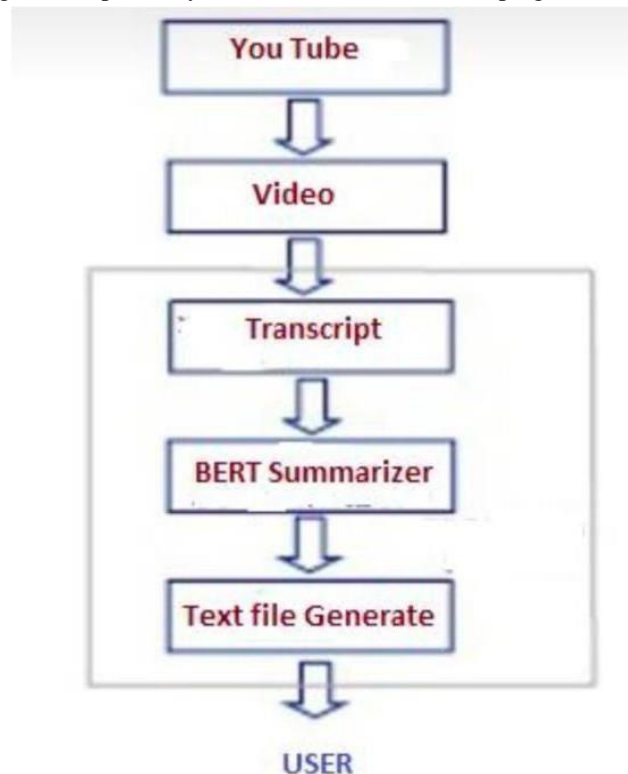 You Tube
Video
Transcript
BERT Summarizer
Text file Generate
USER